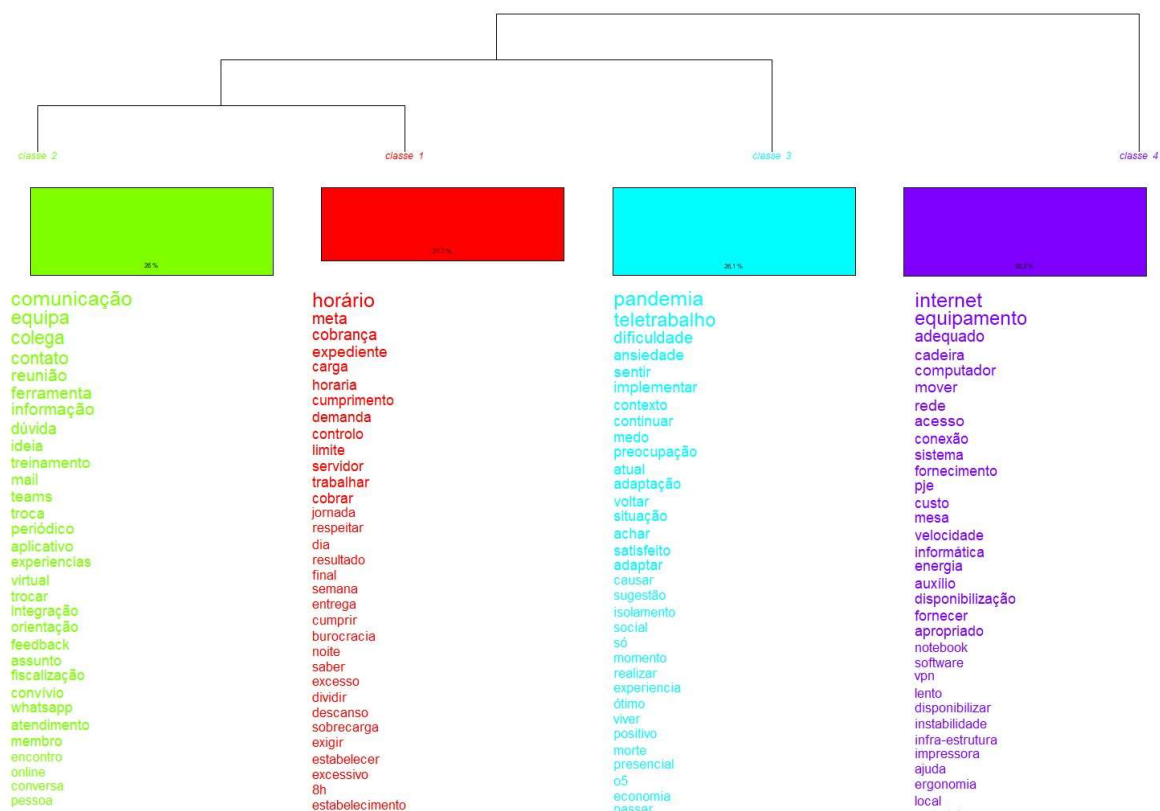 classe 2
classe 1
classe 3
classe 4
26 %
26,1 %
comunicação
equipa
colega
contato
reunião
ferramenta
informação
dúvida
ideia
treinamento
mail
teams
troca
periódico
aplicativo
experiencias
virtual
trocar
integração
orientação
feedback
assunto
fiscalização
convívio
whatsapp
atendimento
membro
encontro
online
conversa
pessoa
horário
meta
cobrança
expediente
carga
horaria
cumprimento
demanda
controlo
limite
servidor
trabalhar
cobrar
jornada
respeitar
dia
resultado
final
semana
entrega
cumprir
burocracia
noite
saber
excesso
dividir
descanso
sobrecarga
exigir
estabelecer
excessivo
8h
estabelecimento
pandemia
teletrabalho
dificuldade
ansiedade
sentir
implementar
contexto
continuar
medo
preocupação
atual
adaptação
voltar
situação
achar
satisfeito
adaptar
causar
sugestão
isolamento
social
só
momento
realizar
experiencia
ótimo
viver
positivo
morte
presencial
o5
economia
passar
internet
equipamento
adequado
cadeira
computador
mover
rede
acesso
conexão
sistema
fornecimento
pje
custo
mesa
velocidade
informática
energia
auxílio
disponibilização
fornecer
apropriado
notebook
software
vpn
lento
disponibilizar
instabilidade
infra-estrutura
impressora
ajuda
ergonomia
local